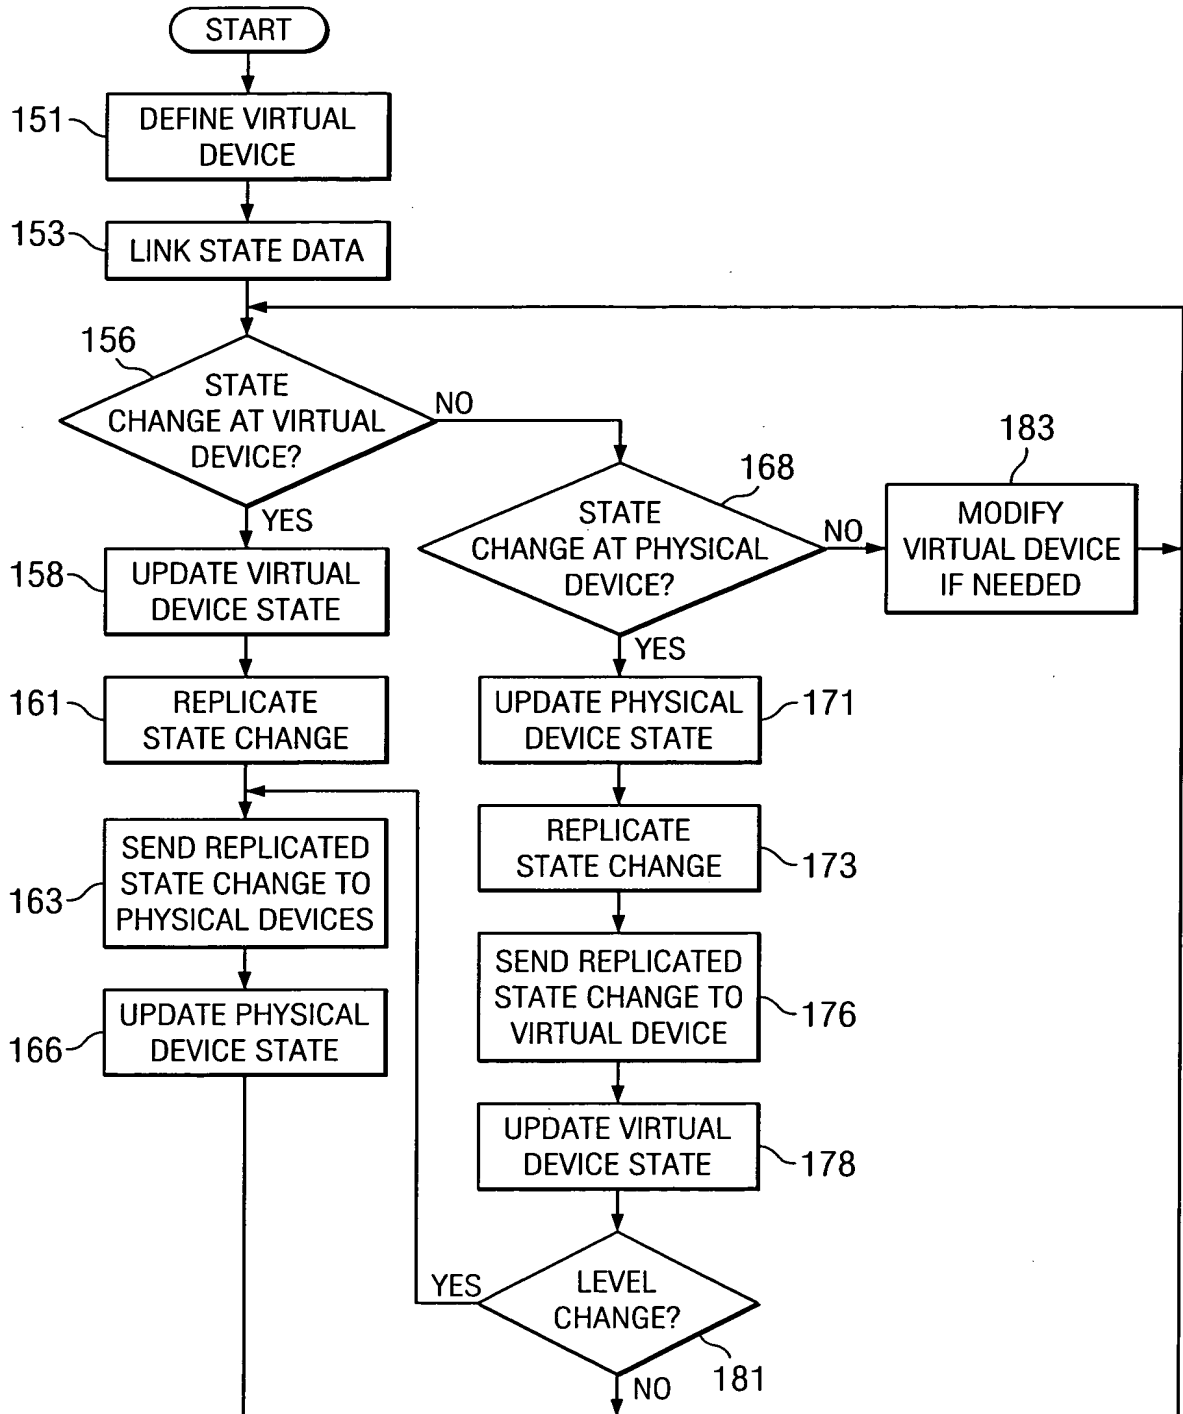 START
151
DEFINE VIRTUAL
DEVICE
153
LINK STATE DATA
156
STATE
CHANGE AT VIRTUAL
DEVICE?
NO
YES
168
STATE
CHANGE AT PHYSICAL
DEVICE?
NO
YES
183
MODIFY
VIRTUAL DEVICE
IF NEEDED
158
UPDATE VIRTUAL
DEVICE STATE
161
REPLICATE
STATE CHANGE
163
SEND REPLICATED
STATE CHANGE TO
PHYSICAL DEVICES
166
UPDATE PHYSICAL
DEVICE STATE
UPDATE PHYSICAL
DEVICE STATE
171
REPLICATE
STATE CHANGE
173
SEND REPLICATED
STATE CHANGE TO
VIRTUAL DEVICE
176
UPDATE VIRTUAL
DEVICE STATE
178
YES
LEVEL
CHANGE?
181
NO